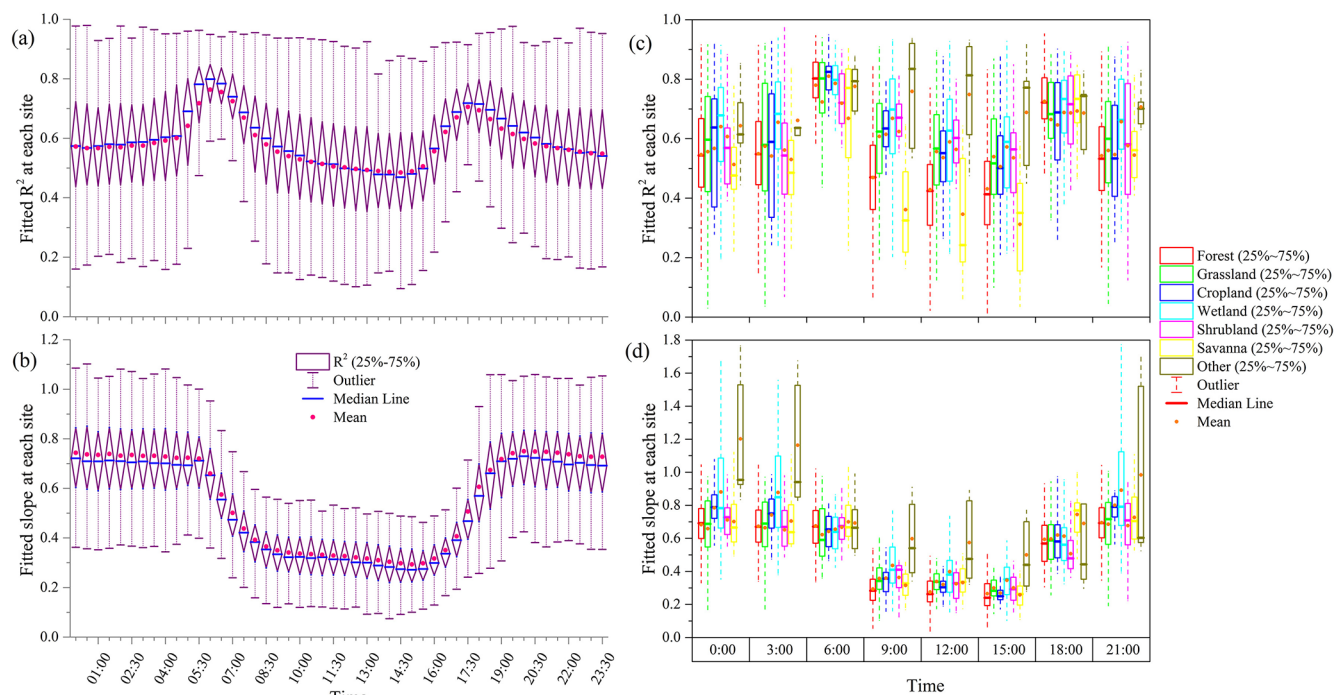 (a)
Fitted R² at each site
1.0
0.8
0.6
0.4
0.2
0.0
(b)
Fitted slope at each site
1.2
1.0
0.8
0.6
0.4
0.2
0.0
R² (25%-75%)
Outlier
Median Line
Mean
01:00
02:30
04:00
05:30
07:00
08:30
10:00
11:30
13:00
14:30
16:00
17:30
19:00
20:30
22:00
23:30
Time
(c)
Fitted R² at each site
1.0
0.8
0.6
0.4
0.2
0.0
(d)
Fitted slope at each site
1.8
1.6
1.4
1.2
1.0
0.8
0.6
0.4
0.2
0.0
0:00
3:00
6:00
9:00
12:00
15:00
18:00
21:00
Time
Forest (25%~75%)
Grassland (25%~75%)
Cropland (25%~75%)
Wetland (25%~75%)
Shrubland (25%~75%)
Savanna (25%~75%)
Other (25%~75%)
Outlier
Median Line
Mean